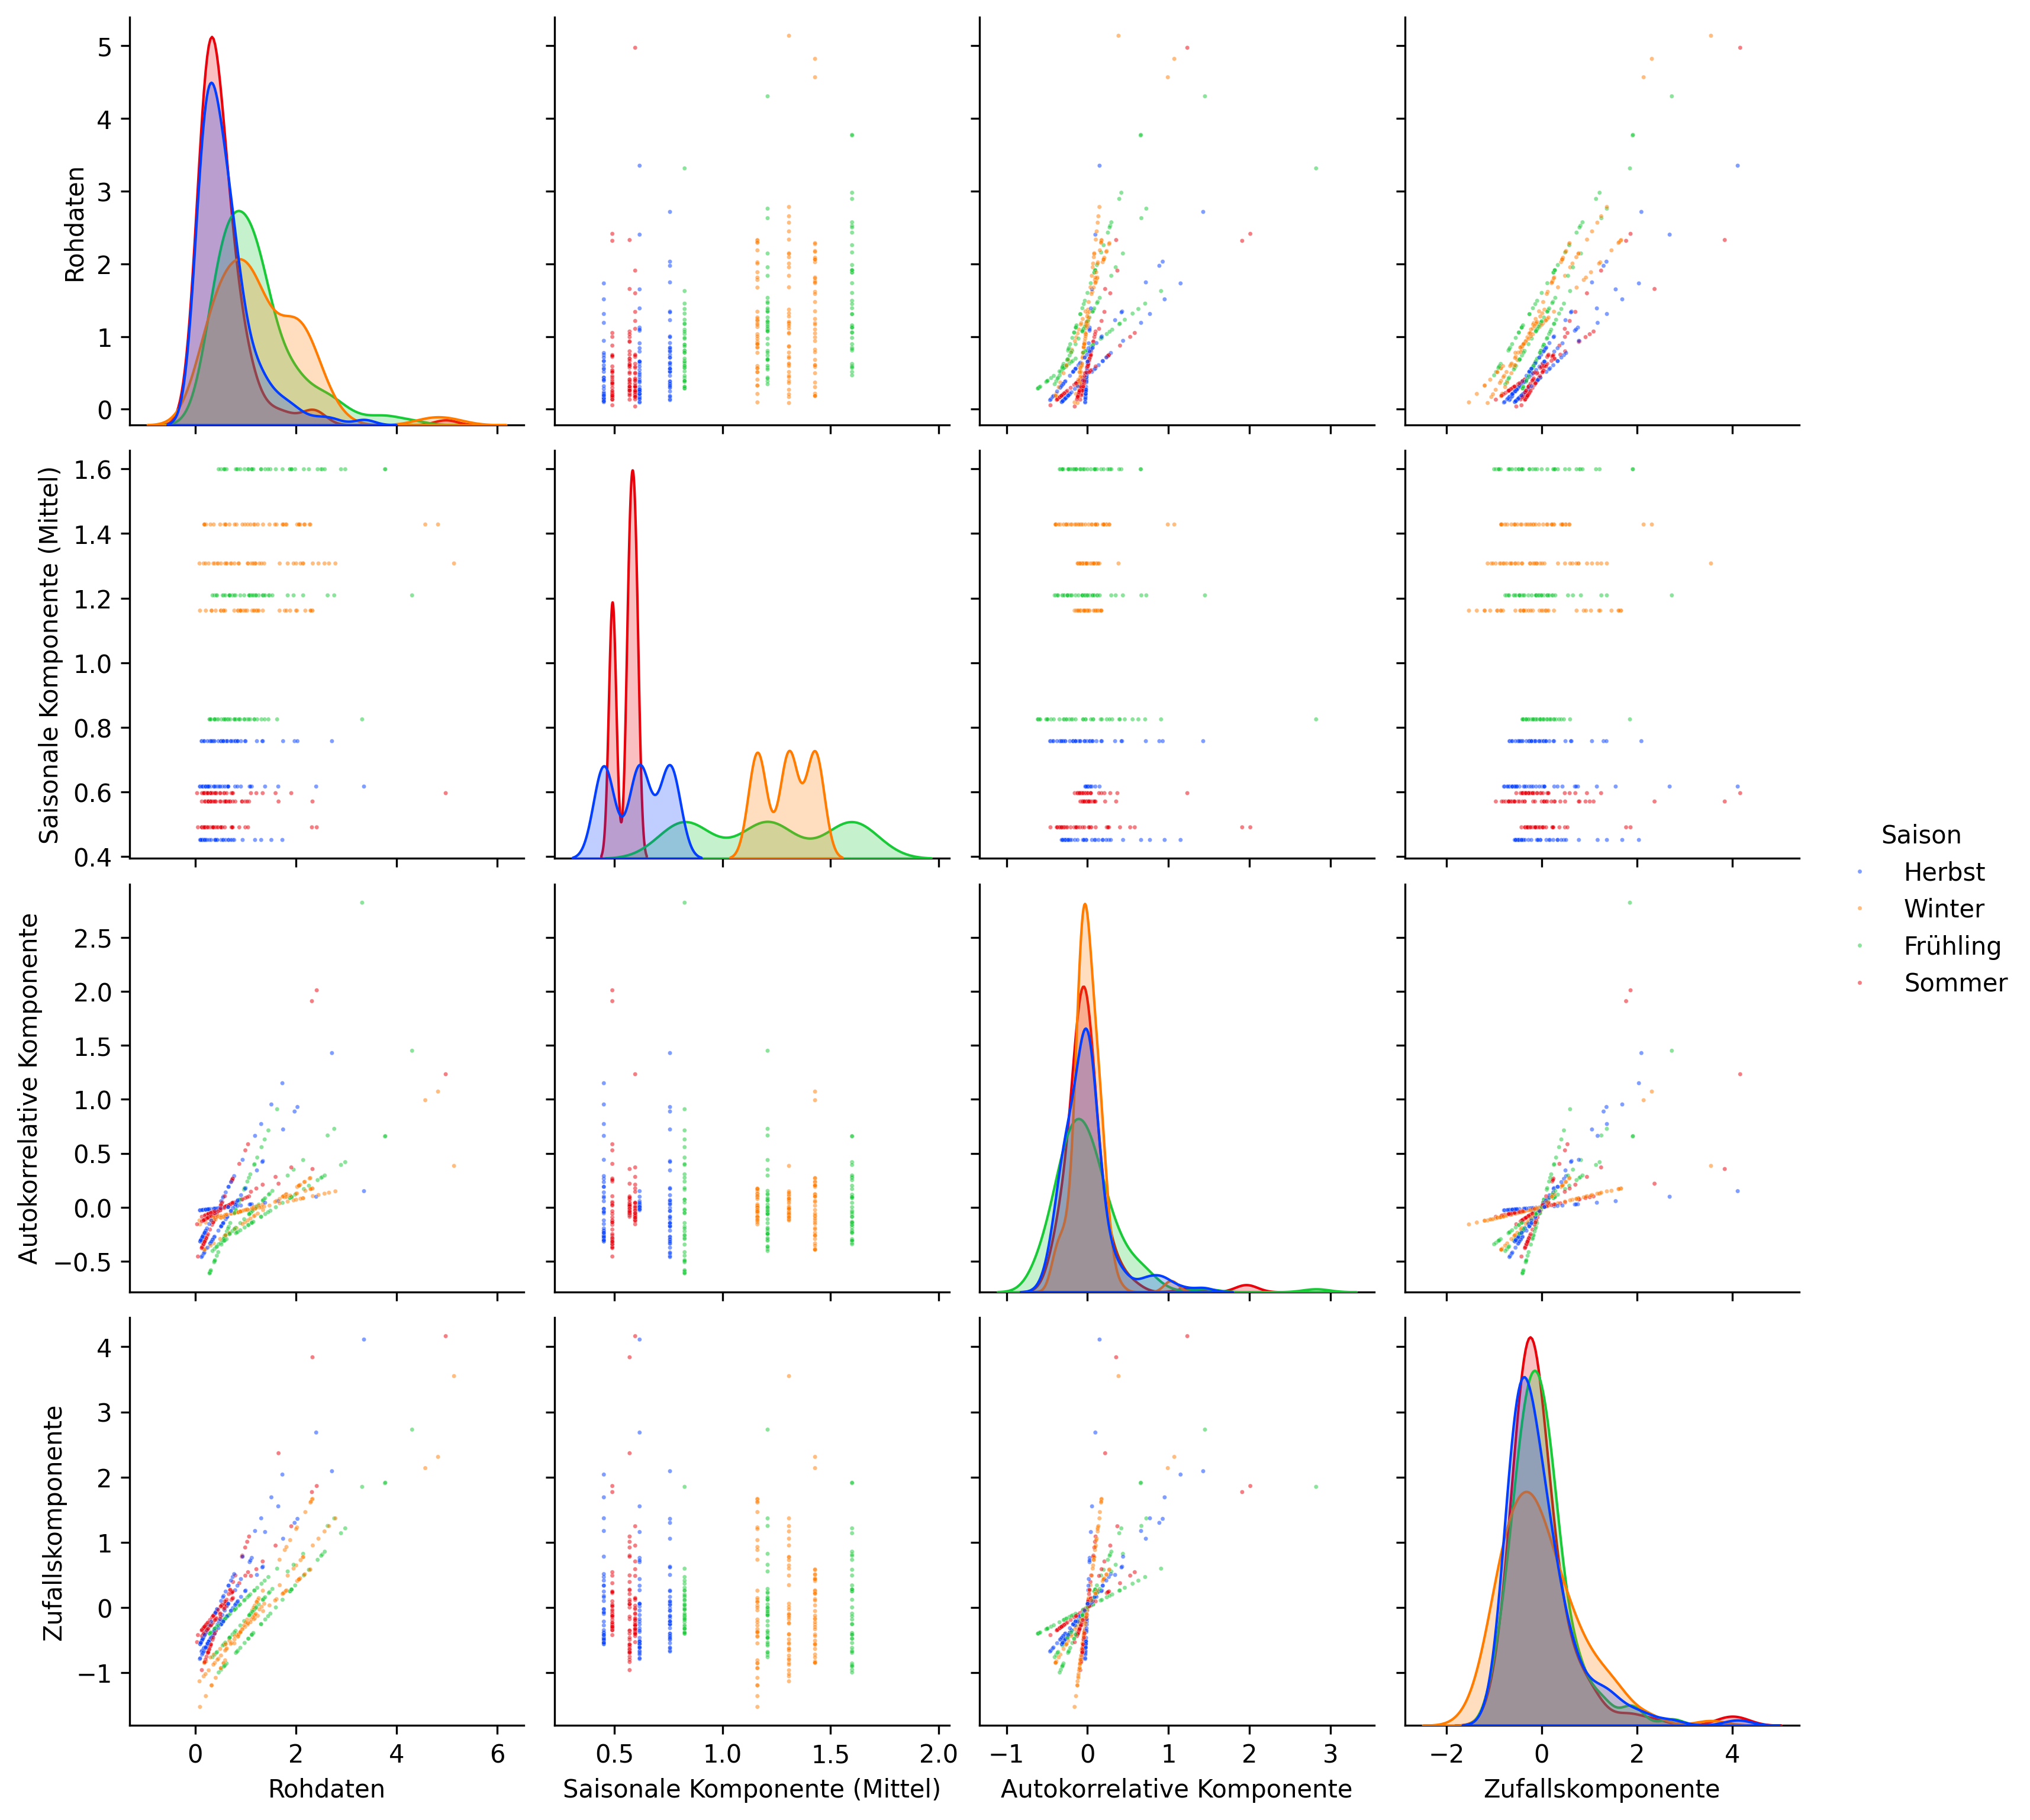 5
4
3
2
1
0
Rohdaten
1.6
1.4
1.2
1.0
0.8
0.6
0.4
Saisonale Komponente (Mittel)
Saison
Herbst
Winter
Frühling
Sommer
2.5
2.0
1.5
1.0
0.5
0.0
−0.5
Autokorrelative Komponente
4
3
2
1
0
−1
Zufallskomponente
0 2 4 6
0.5 1.0 1.5 2.0
−1 0 1 2 3
−2 0 2 4
Rohdaten
Saisonale Komponente (Mittel)
Autokorrelative Komponente
Zufallskomponente